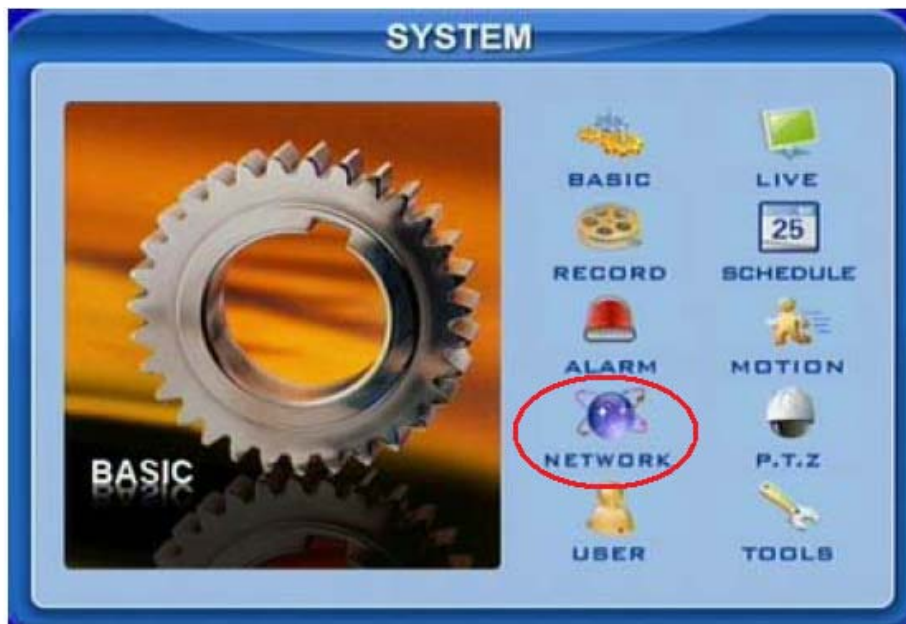 SYSTEM
BASIC
BASIC LIVE
25
RECORD SCHEDULE
ALARM MOTION
NETWORK P.T.Z
USER TOOLS